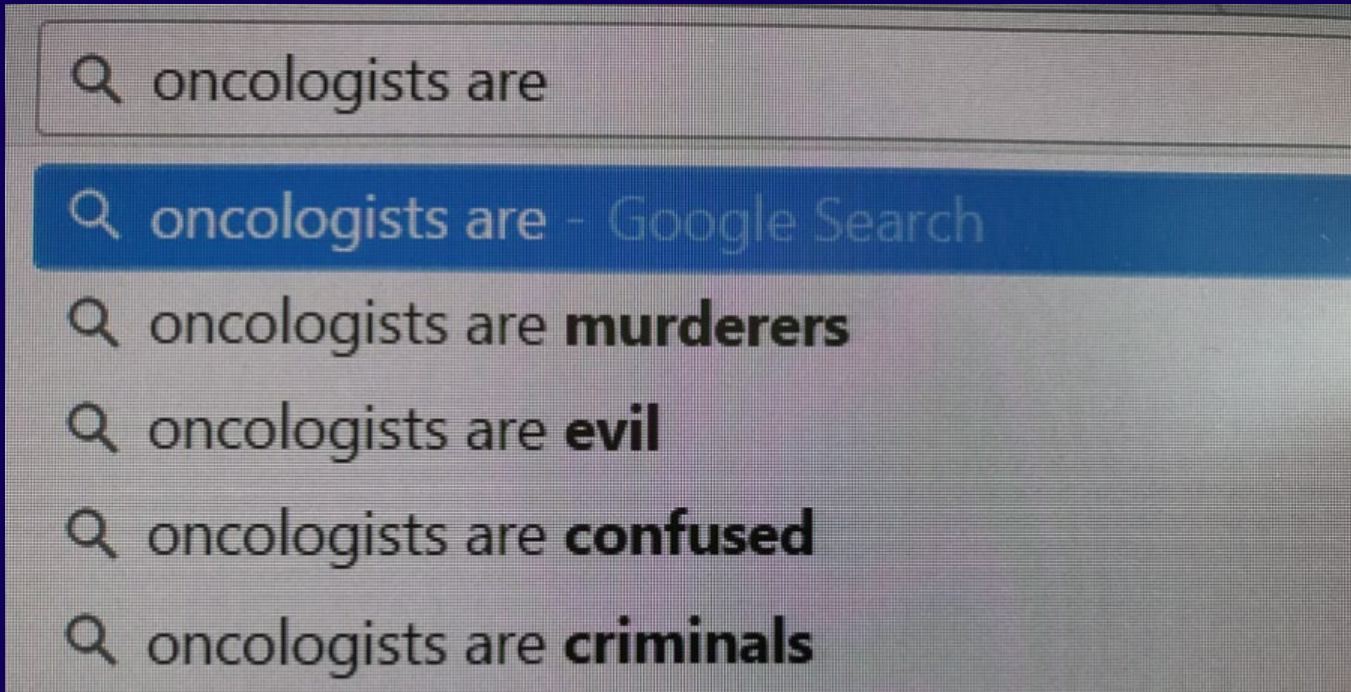 oncologists are
oncologists are - Google Search
oncologists are murderers
oncologists are evil
oncologists are confused
oncologists are criminals